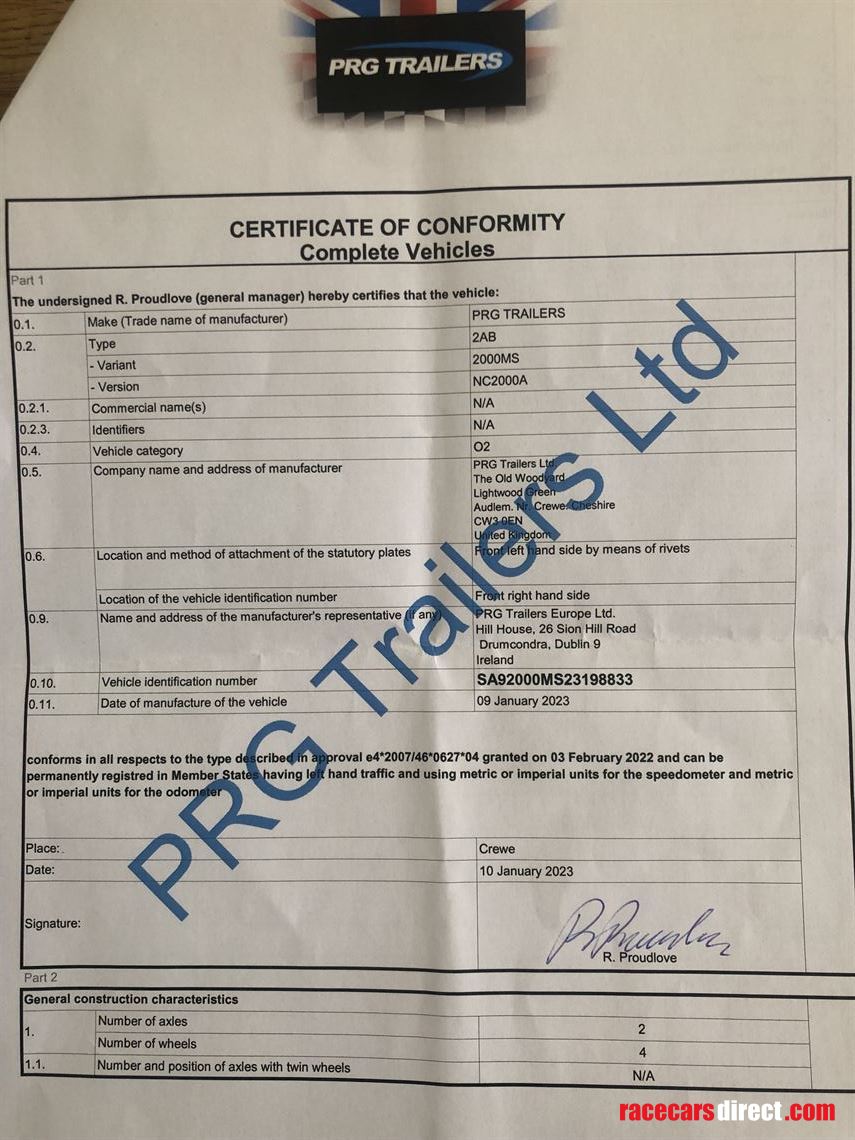 PRG TRAILERS
CERTIFICATE OF CONFORMITY
Complete Vehicles
Part 1
The undersigned R. Proudlove (general manager) hereby certifies that the vehicle:
0.1. Make (Trade name of manufacturer) PRG TRAILERS
0.2. Type 2AB
- Variant 2000MS
- Version NC2000A
0.2.1. Commercial name(s) N/A
0.2.3. Identifiers N/A
0.4. Vehicle category O2
0.5. Company name and address of manufacturer PRG Trailers Ltd.
The Old Woodyard
Lightwood Green
Audlem. Nr. Crewe. Cheshire
CW3 0EN
United Kingdom
0.6. Location and method of attachment of the statutory plates Front left hand side by means of rivets
Location of the vehicle identification number Front right hand side
0.9. Name and address of the manufacturer's representative (if any) PRG Trailers Europe Ltd.
Hill House, 26 Sion Hill Road
Drumcondra, Dublin 9
Ireland
0.10. Vehicle identification number SA92000MS23198833
0.11. Date of manufacture of the vehicle 09 January 2023
conforms in all respects to the type described in approval e4*2007/46*0627*04 granted on 03 February 2022 and can be
permanently registered in Member States having left hand traffic and using metric or imperial units for the speedometer and metric
or imperial units for the odometer
PRG Trailers Ltd
Place: Crewe
Date: 10 January 2023
Signature:
R. Proudlove
R. Proudlove
Part 2
General construction characteristics
1. Number of axles 2
Number of wheels 4
1.1. Number and position of axles with twin wheels N/A
racecarsdirect.com